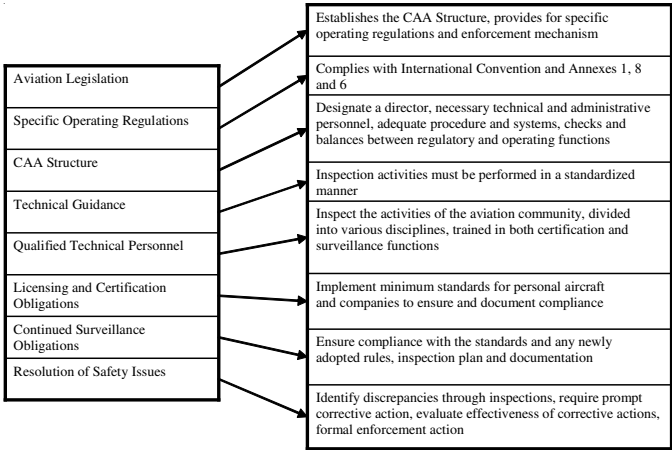 Aviation Legislation
Specific Operating Regulations
CAA Structure
Technical Guidance
Qualified Technical Personnel
Licensing and Certification
Obligations
Continued Surveillance
Obligations
Resolution of Safety Issues
Establishes the CAA Structure, provides for specific
operating regulations and enforcement mechanism
Complies with International Convention and Annexes 1, 8
and 6
Designate a director, necessary technical and administrative
personnel, adequate procedure and systems, checks and
balances between regulatory and operating functions
Inspection activities must be performed in a standardized
manner
Inspect the activities of the aviation community, divided
into various disciplines, trained in both certification and
surveillance functions
Implement minimum standards for personal aircraft
and companies to ensure and document compliance
Ensure compliance with the standards and any newly
adopted rules, inspection plan and documentation
Identify discrepancies through inspections, require prompt
corrective action, evaluate effectiveness of corrective actions,
formal enforcement action